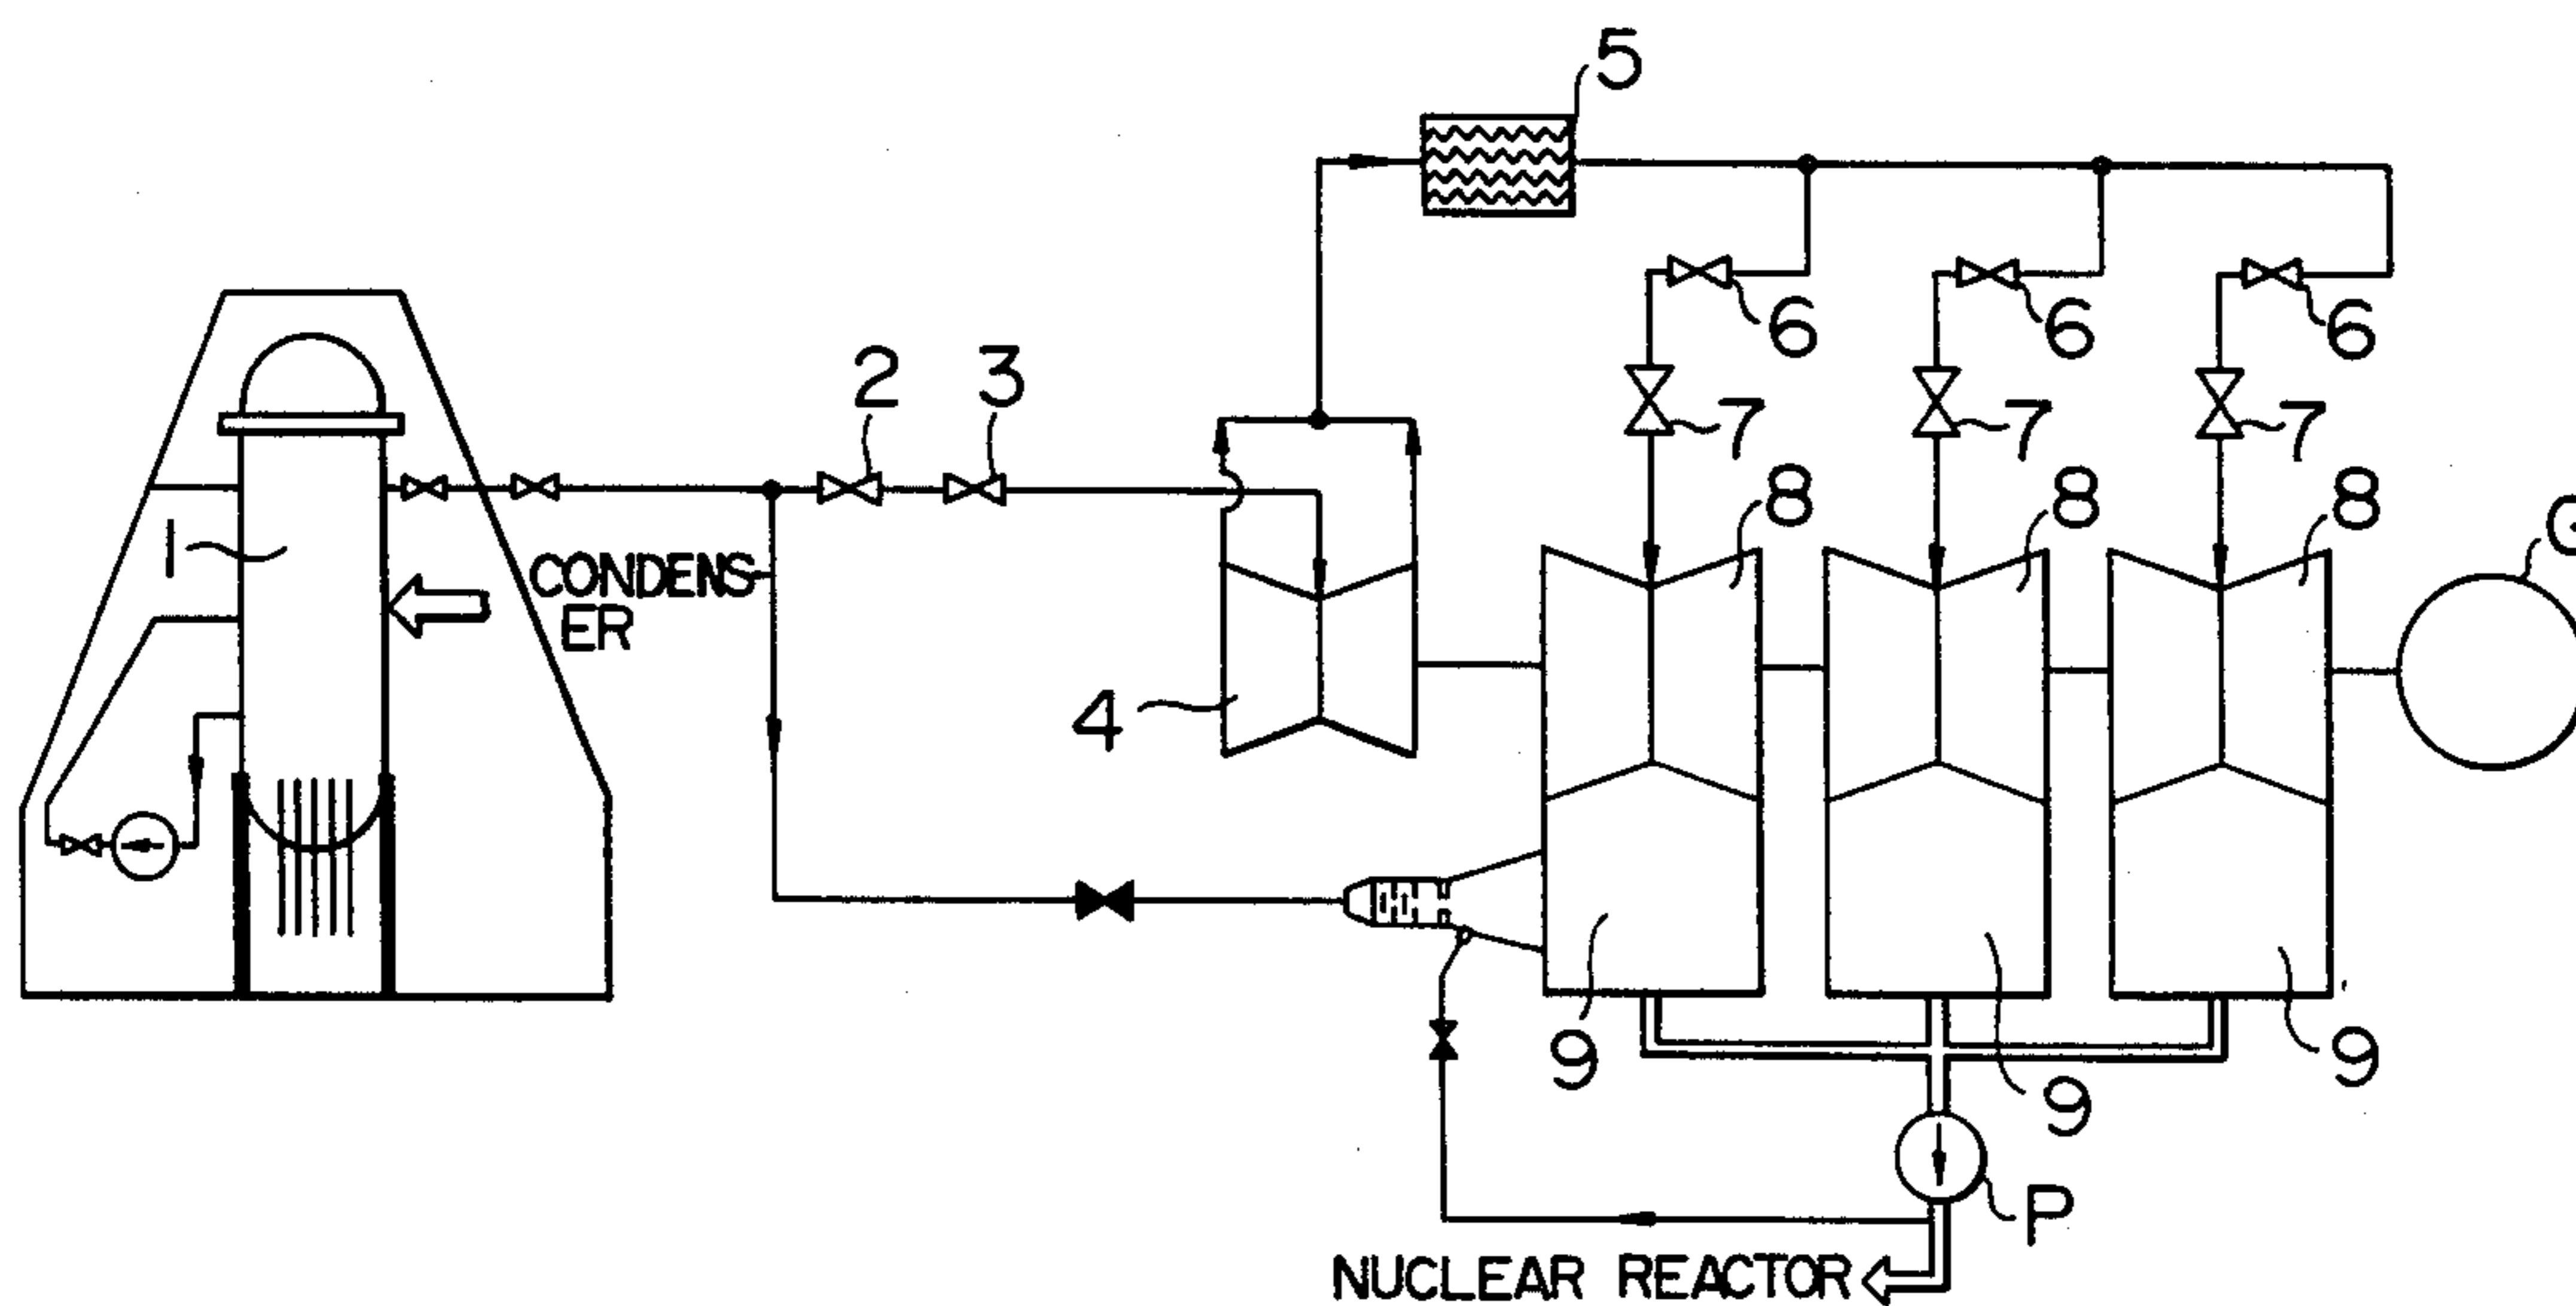 5
6 6 6
2 3
7 7 7
8 8 8
G
1
CONDENS
ER
4
9 9 9
P
NUCLEAR REACTOR